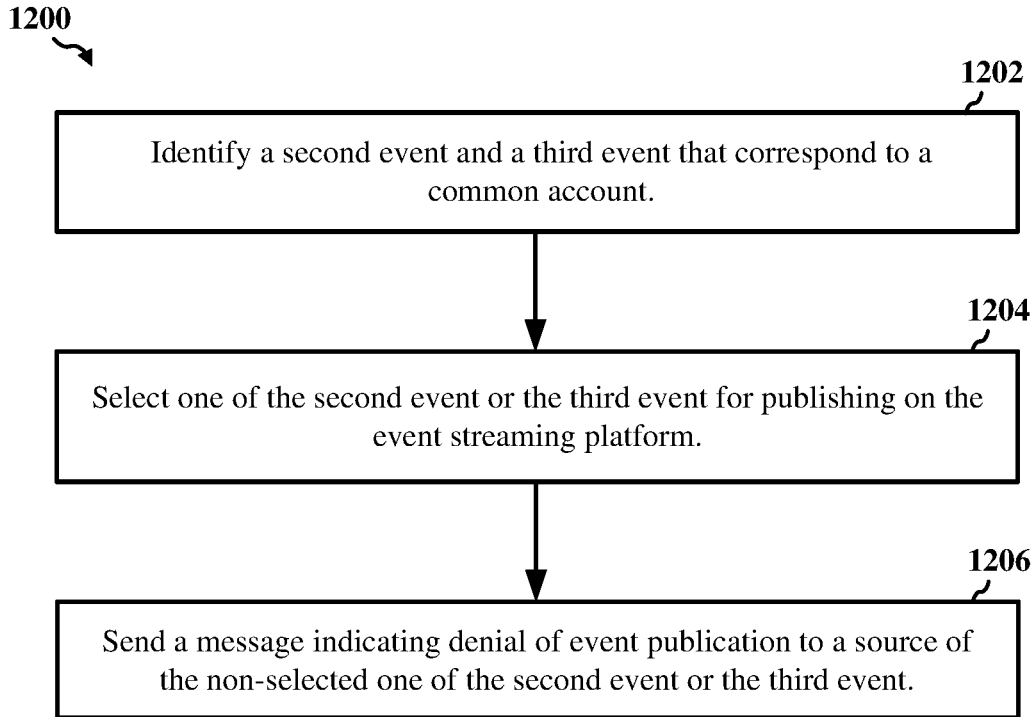 1200
1202
Identify a second event and a third event that correspond to a
common account.
1204
Select one of the second event or the third event for publishing on the
event streaming platform.
1206
Send a message indicating denial of event publication to a source of
the non-selected one of the second event or the third event.